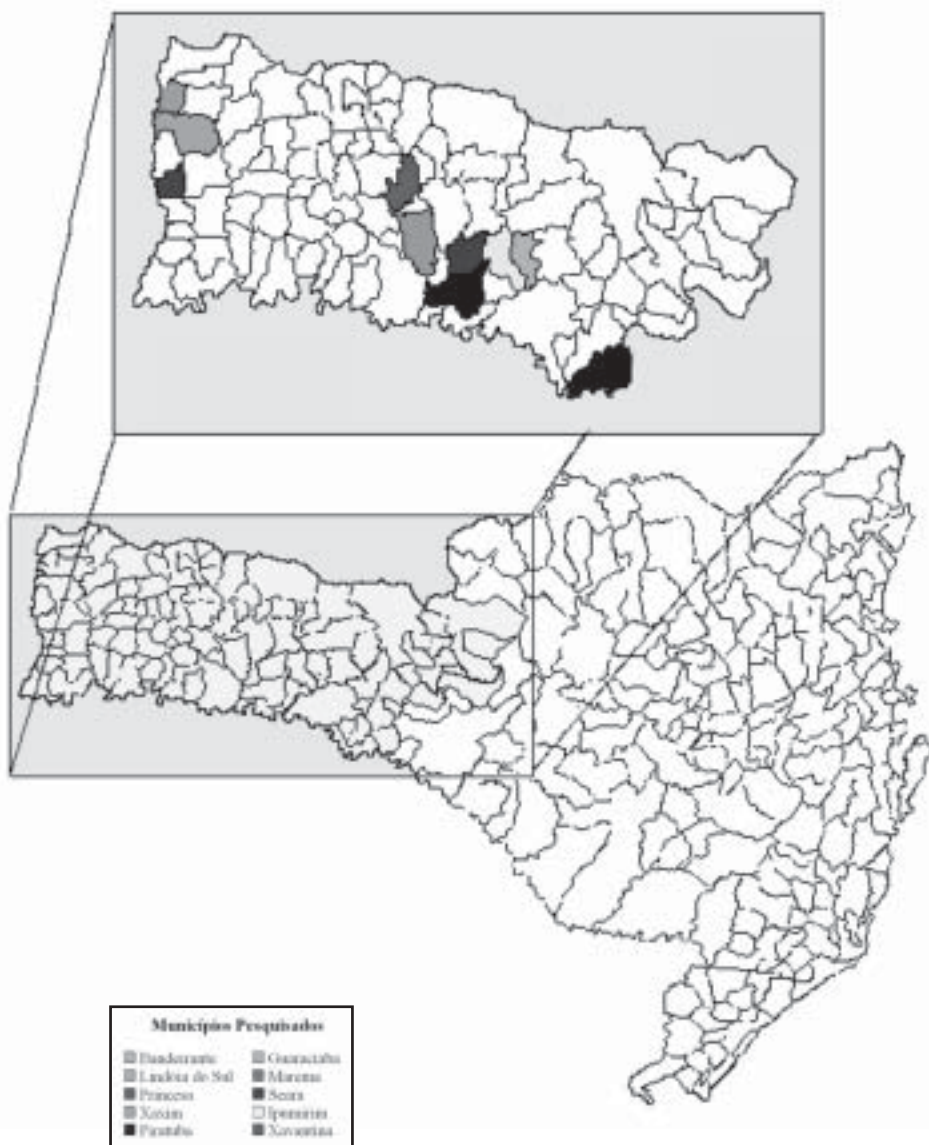 Municípios Pesquisados
Bandeirante Guaraciaba
Lindóia do Sul Marema
Princesa Seara
Xaxim Ipumirim
Piratuba Xavantina